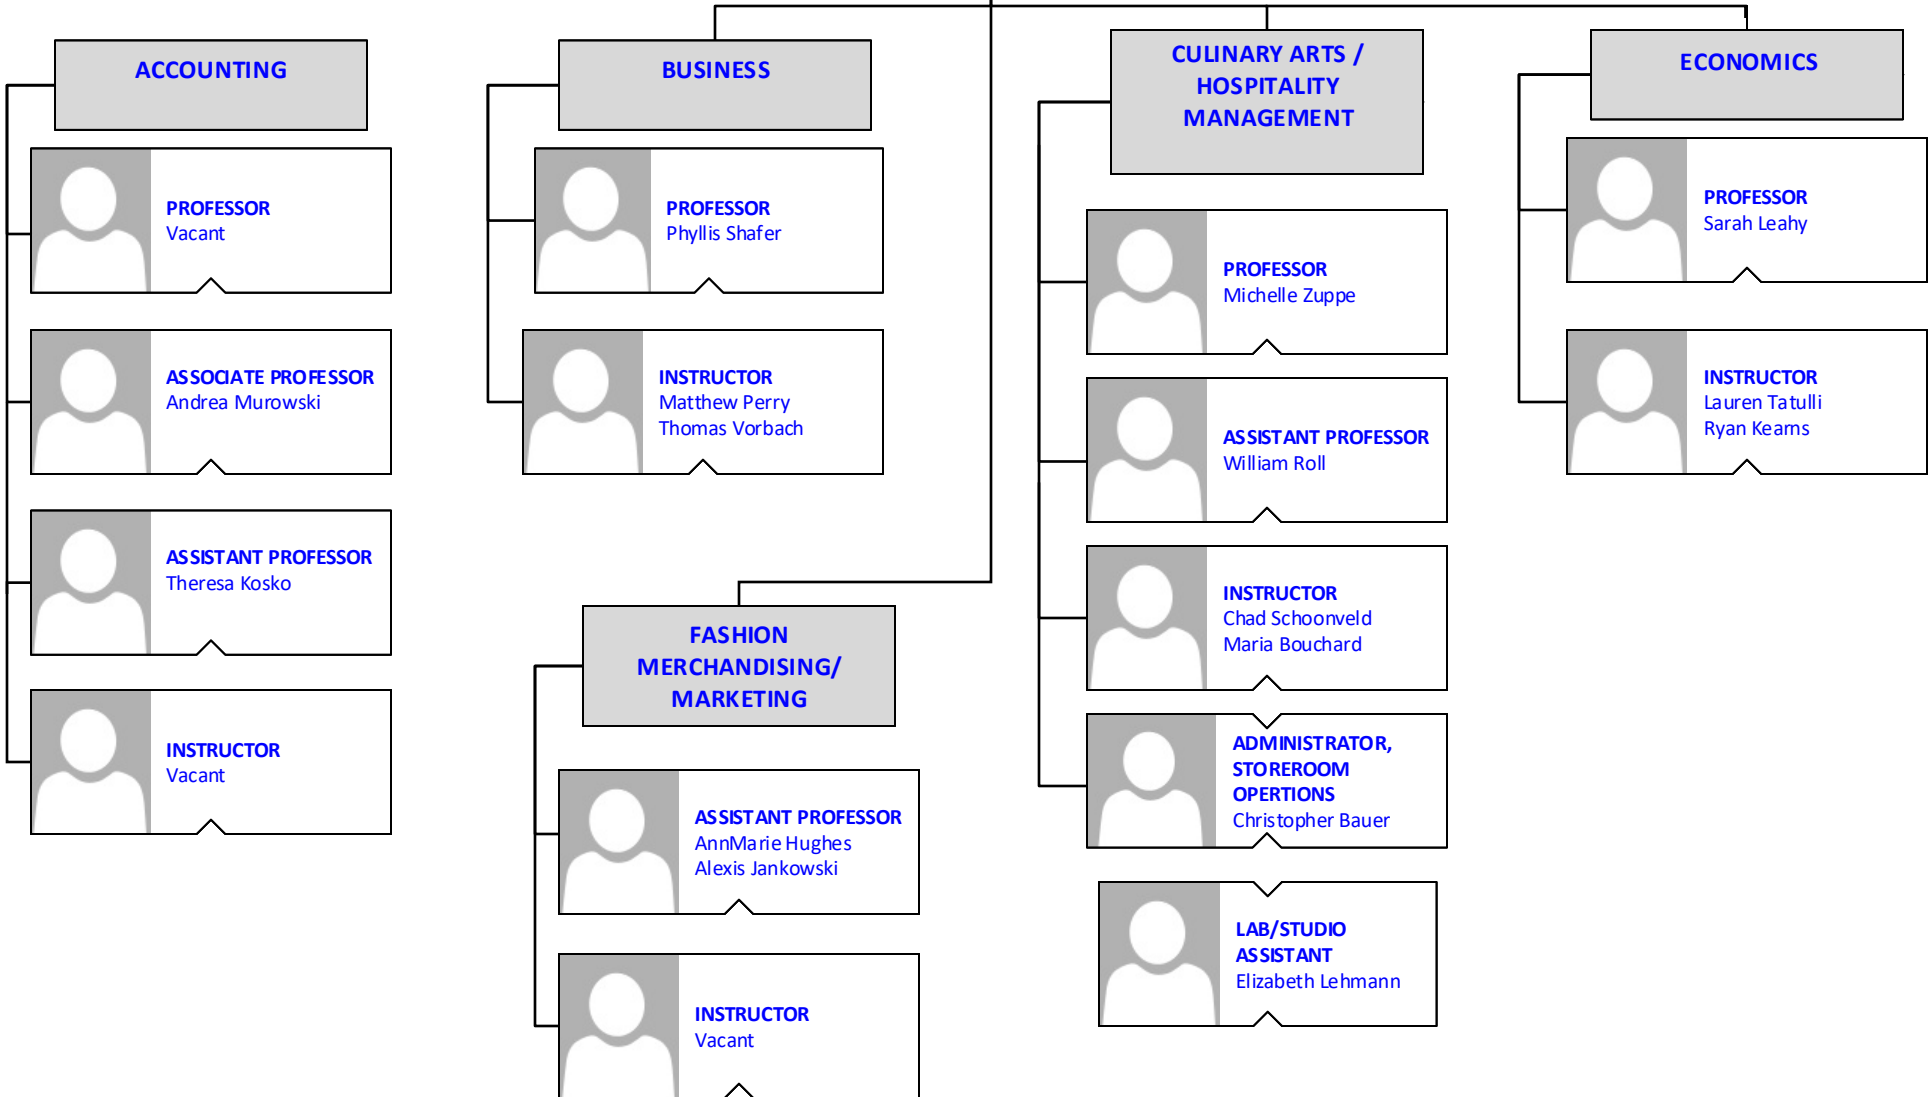 ACCOUNTING
PROFESSOR
Vacant
ASSOCIATE PROFESSOR
Andrea Murowski
ASSISTANT PROFESSOR
Theresa Kosko
INSTRUCTOR
Vacant
BUSINESS
PROFESSOR
Phyllis Shafer
INSTRUCTOR
Matthew Perry
Thomas Vorbach
FASHION
MERCHANDISING/
MARKETING
ASSISTANT PROFESSOR
AnnMarie Hughes
Alexis Jankowski
INSTRUCTOR
Vacant
CULINARY ARTS /
HOSPITALITY
MANAGEMENT
PROFESSOR
Michelle Zuppe
ASSISTANT PROFESSOR
William Roll
INSTRUCTOR
Chad Schoonveld
Maria Bouchard
ADMINISTRATOR,
STOREROOM
OPERTIONS
Christopher Bauer
LAB/STUDIO
ASSISTANT
Elizabeth Lehmann
ECONOMICS
PROFESSOR
Sarah Leahy
INSTRUCTOR
Lauren Tatulli
Ryan Kearns